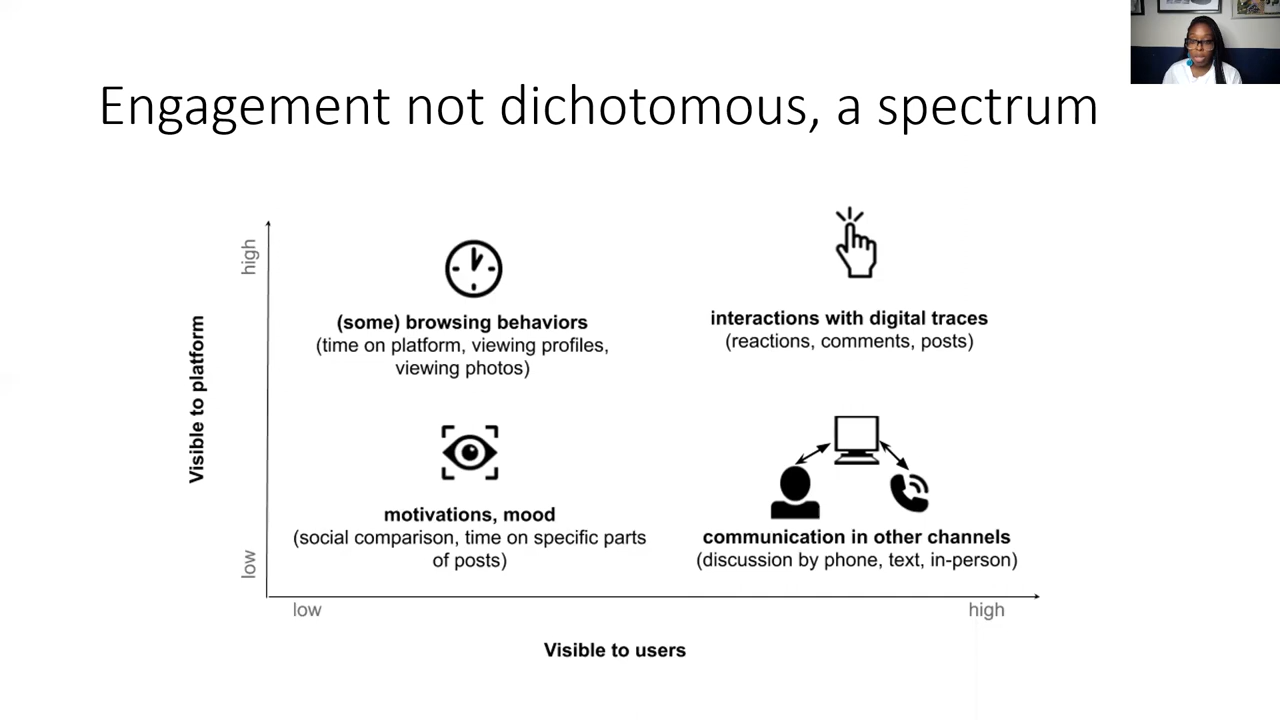 Engagement not dichotomous, a spectrum
high
(some) browsing behaviors
(time on platform, viewing profiles,
viewing photos)
interactions with digital traces
(reactions, comments, posts)
Visible to platform
motivations, mood
(social comparison, time on specific parts
of posts)
communication in other channels
(discussion by phone, text, in-person)
low
low
high
Visible to users